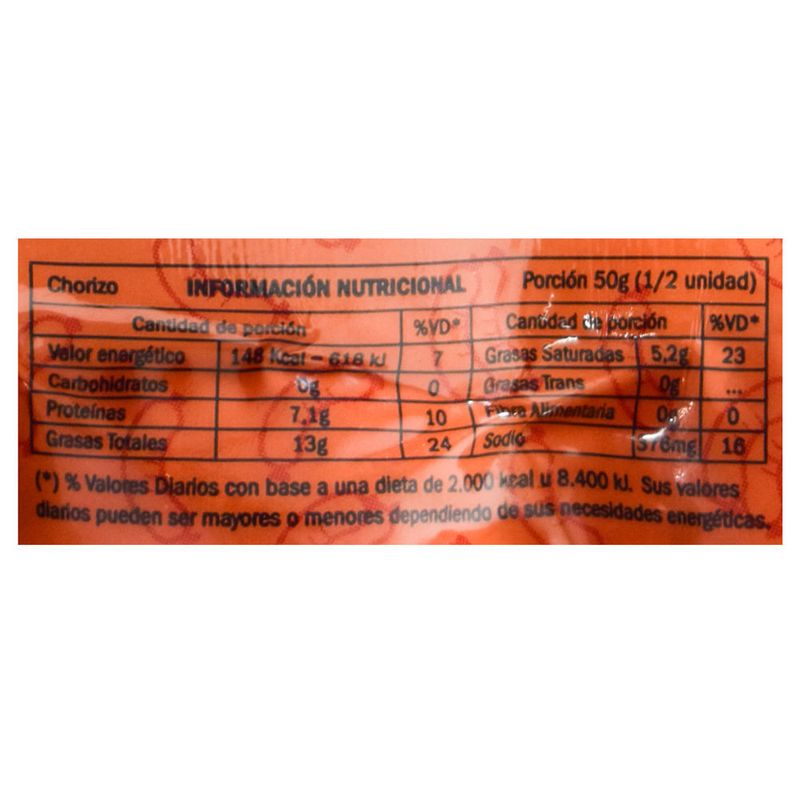 Chorizo INFORMACIÓN NUTRICIONAL Porción 50g (1/2 unidad)
Cantidad de porción %VD* Cantidad de porción %VD*
Valor energético 148 Kcal – 618 kJ 7 Grasas Saturadas 5,2g 23
Carbohidratos 0g 0 Grasas Trans 0g ...
Proteínas 7,1g 10 Fibra Alimentaria 0g 0
Grasas Totales 13g 24 Sodio 376mg 16
(*) % Valores Diarios con base a una dieta de 2.000 kcal u 8.400 kJ. Sus valores
diarios pueden ser mayores o menores dependiendo de sus necesidades energéticas.